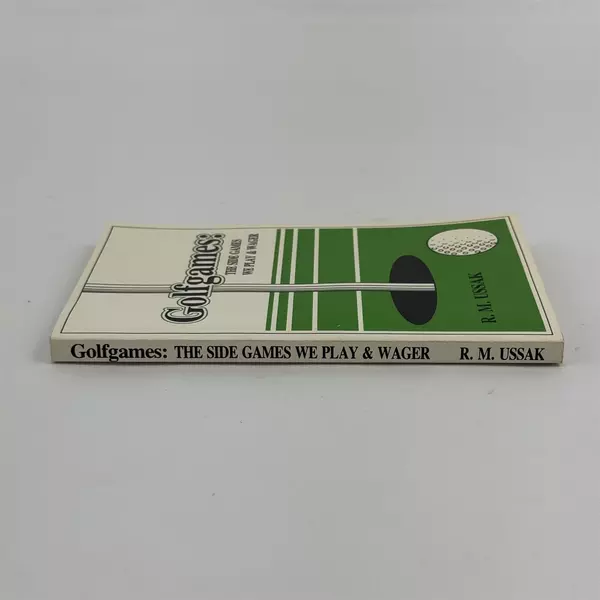 Golfgames:
THE SIDE GAMES
WE PLAY & WAGER
R. M. USSAK
Golfgames: THE SIDE GAMES WE PLAY & WAGER R. M. USSAK